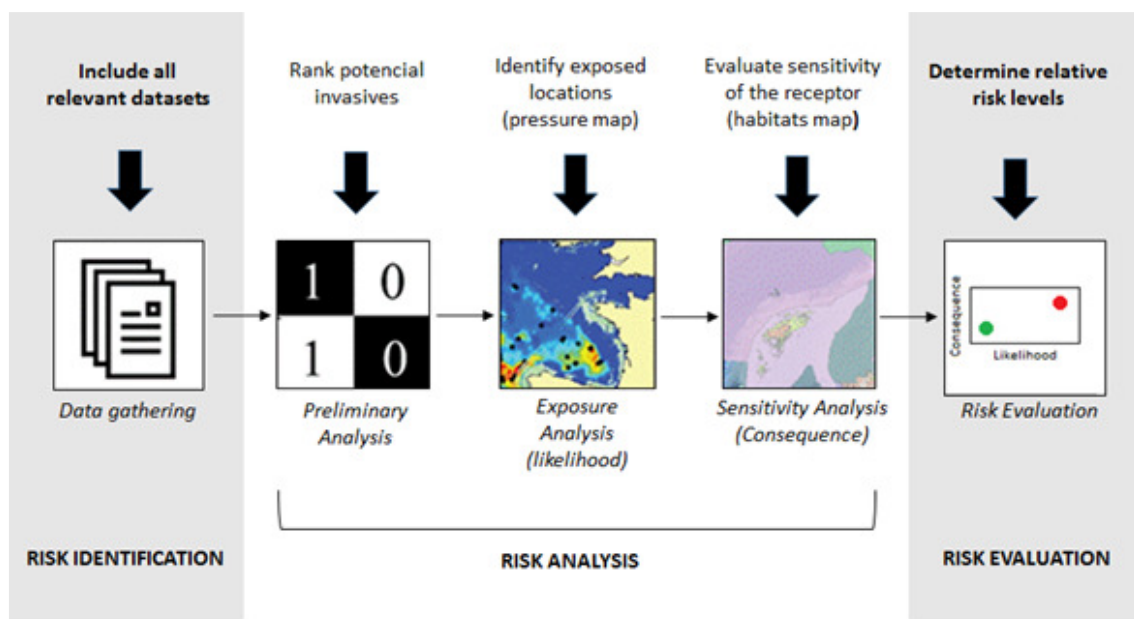 Include all
relevant datasets
Rank potencial
invasives
Identify exposed
locations
(pressure map)
Evaluate sensitivity
of the receptor
(habitats map)
Determine relative
risk levels
1 0
1 0
Consequence
Likelihood
Data gathering
Preliminary
Analysis
Exposure
Analysis
(likelihood)
Sensitivity Analysis
(Consequence)
Risk Evaluation
RISK IDENTIFICATION
RISK ANALYSIS
RISK EVALUATION